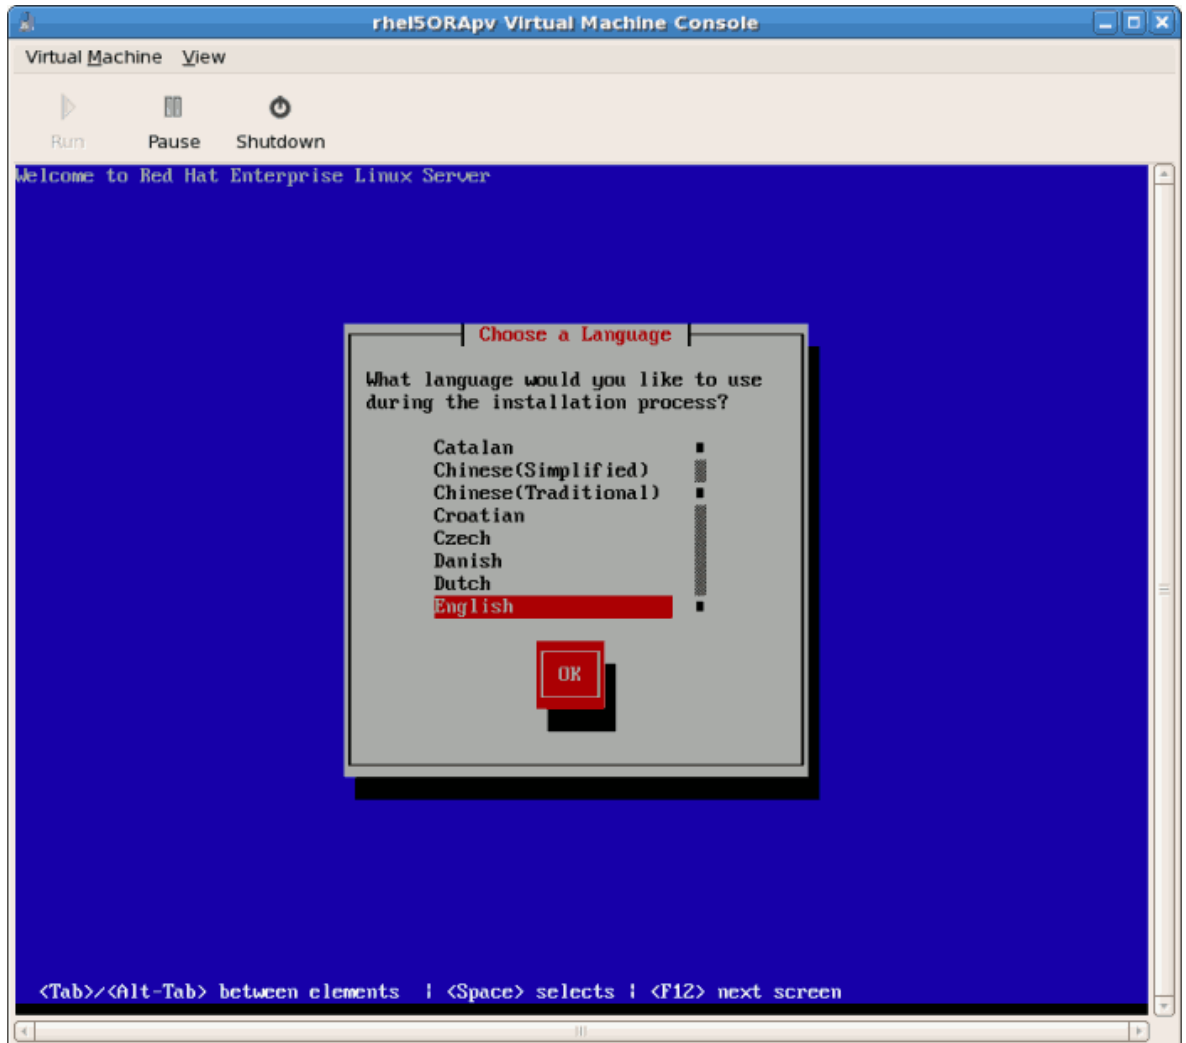 rhel5ORApv Virtual Machine Console
Virtual Machine View
Run Pause Shutdown
Welcome to Red Hat Enterprise Linux Server
Choose a Language
What language would you like to use
during the installation process?
Catalan
Chinese(Simplified)
Chinese(Traditional)
Croatian
Czech
Danish
Dutch
English
OK
<Tab>/<Alt-Tab> between elements | <Space> selects | <F12> next screen